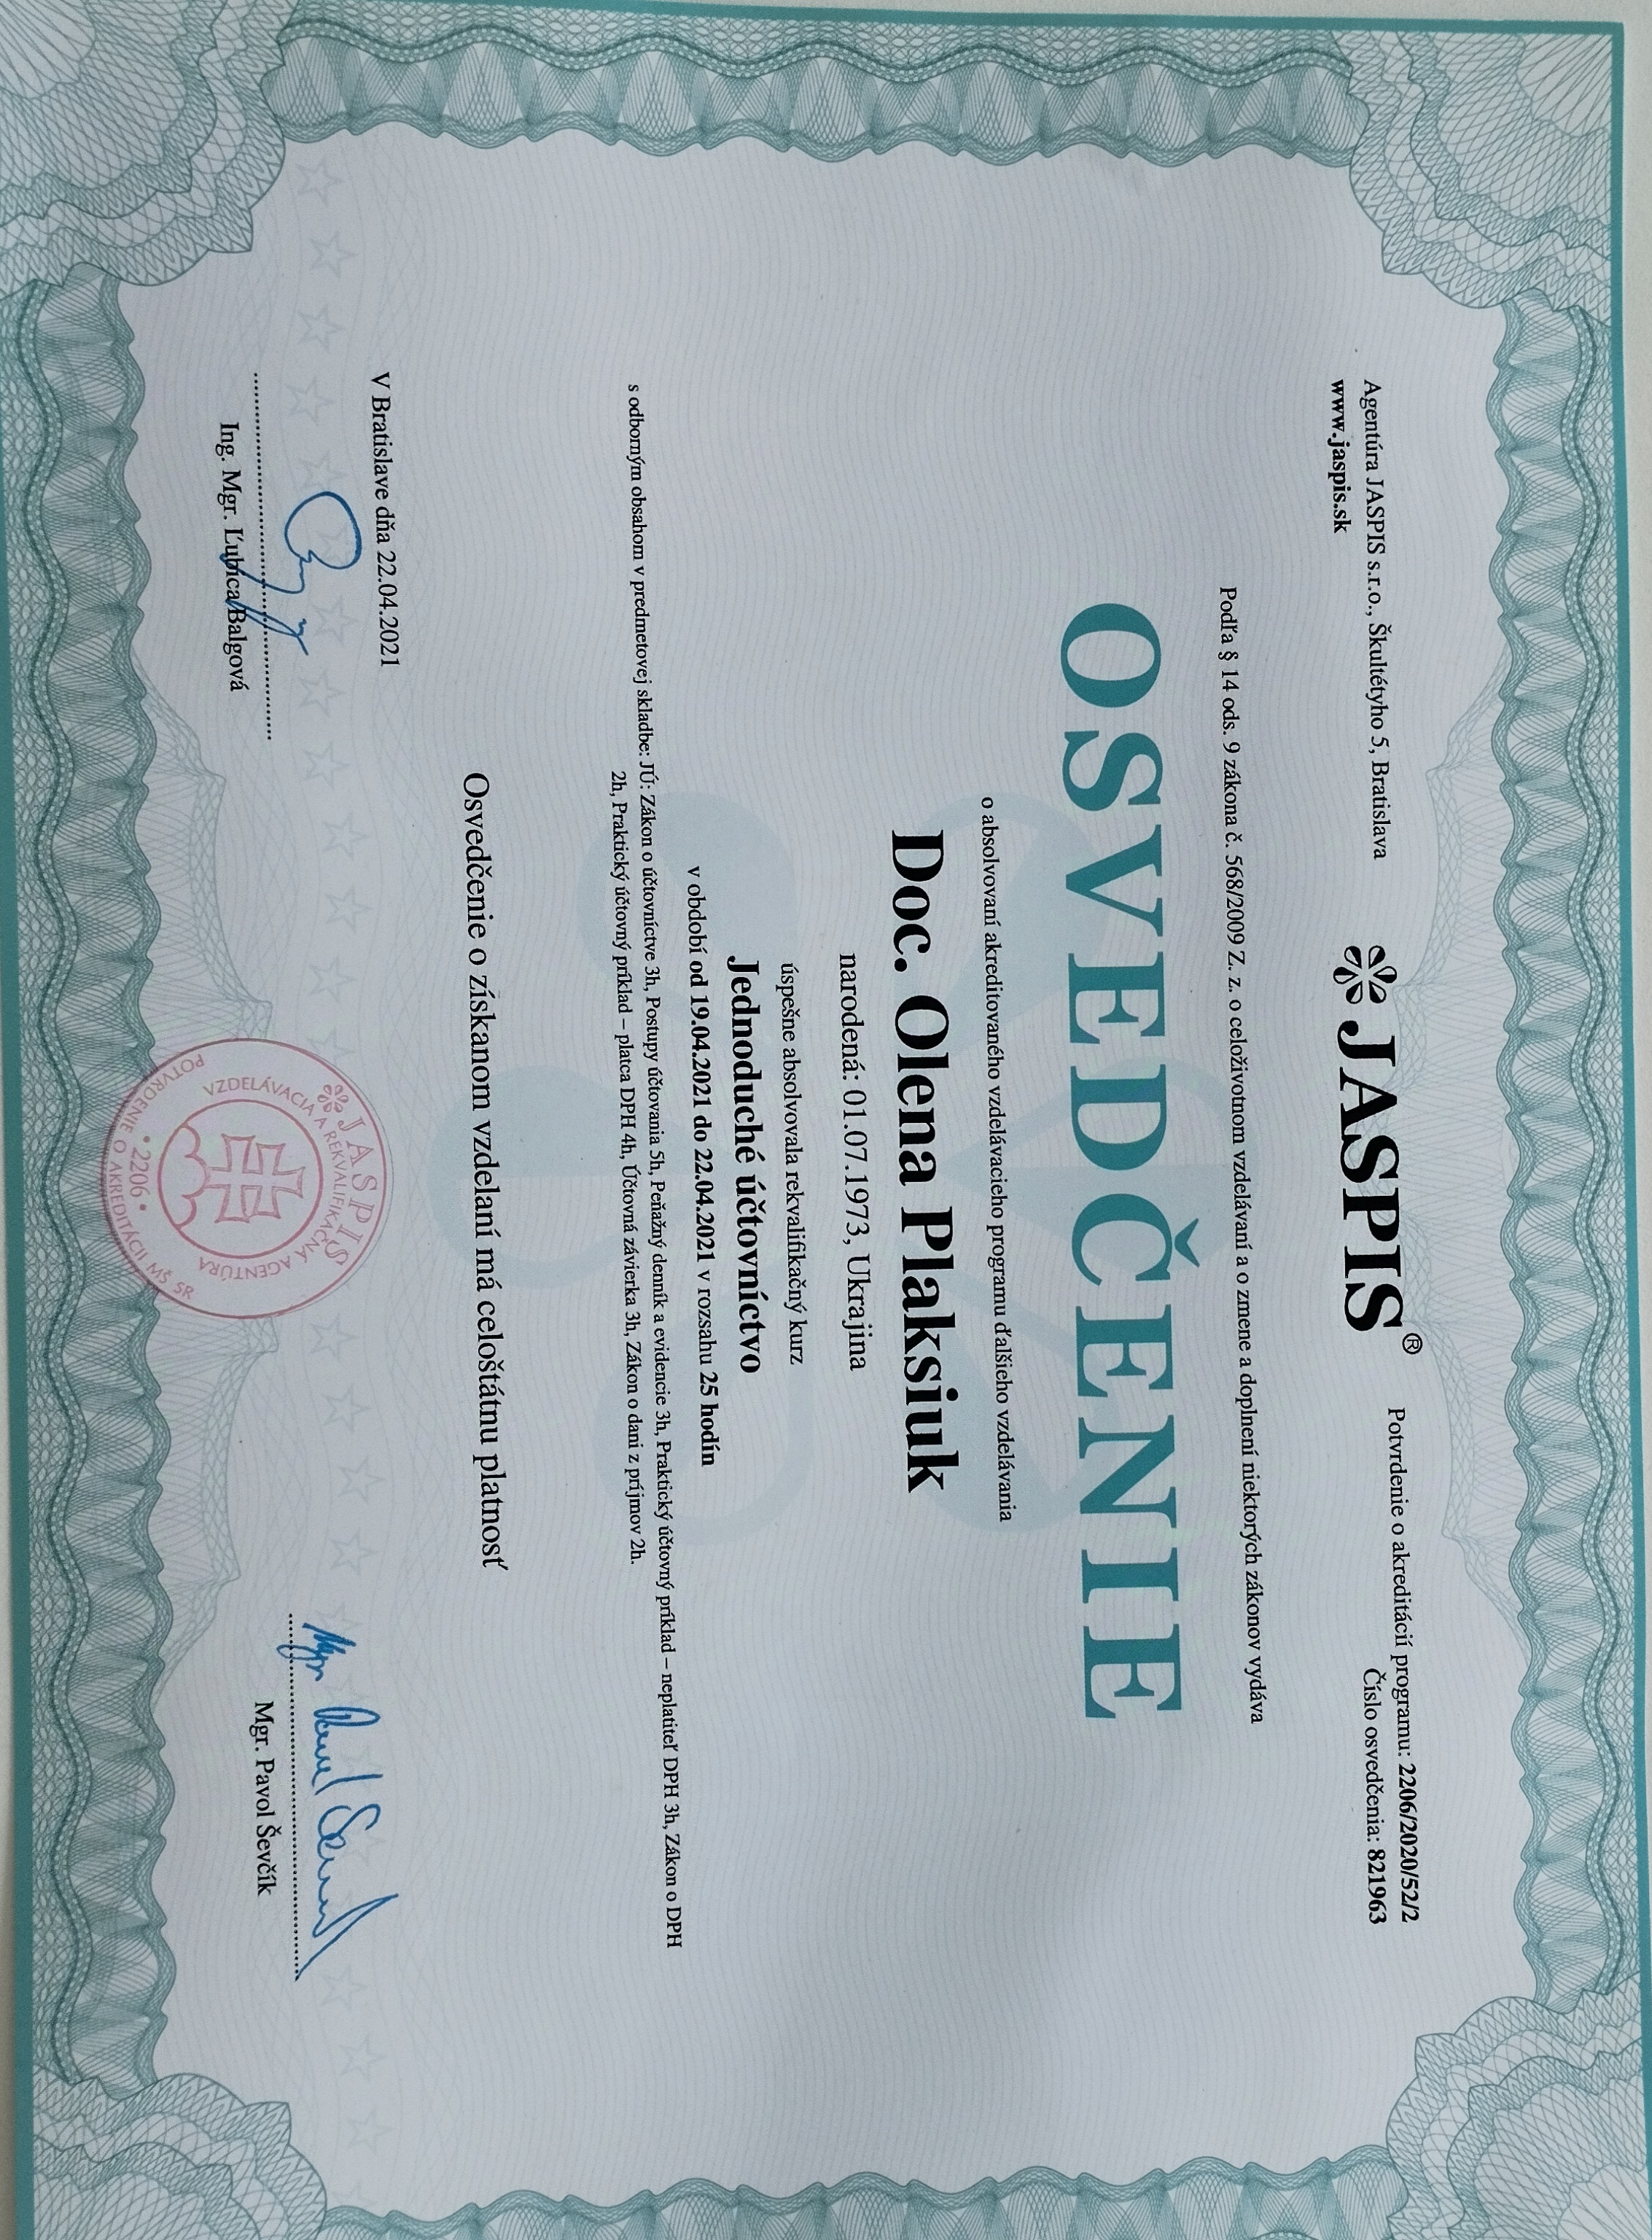 Agentúra JASPIS s.r.o., Škultétyho 5, Bratislava
www.jaspis.sk
JASPIS®
Potvrdenie o akreditácií programu: 2206/2020/52/2
Číslo osvedčenia: 821963
Podľa § 14 ods. 9 zákona č. 568/2009 Z. z. o celoživotnom vzdelávaní a o zmene a doplnení niektorých zákonov vydáva
OSVEDČENIE
o absolvovaní akreditovaného vzdelávacieho programu ďalšieho vzdelávania
Doc. Olena Plaksiuk
narodená: 01.07.1973, Ukrajina
úspešne absolvovala rekvalifikačný kurz
Jednoduché účtovníctvo
v období od 19.04.2021 do 22.04.2021 v rozsahu 25 hodín
s odborným obsahom v predmetovej skladbe: JÚ: Zákon o účtovníctve 3h, Postupy účtovania 5h, Peňažný denník a evidencie 3h, Praktický účtovný príklad – neplatiteľ DPH 3h, Zákon o DPH
2h, Praktický účtovný príklad – platca DPH 4h, Účtovná závierka 3h, Zákon o dani z príjmov 2h.
Osvedčenie o získanom vzdelaní má celoštátnu platnosť
V Bratislave dňa 22.04.2021
Ing. Mgr. Ľubica Balgová
JASPIS
VZDELÁVACIA A REKVALIFIKAČNÁ AGENTÚRA
POTVRDENIE O AKREDITÁCII MŠ SR
• 2206 •
Mgr. Pavol Ševčík